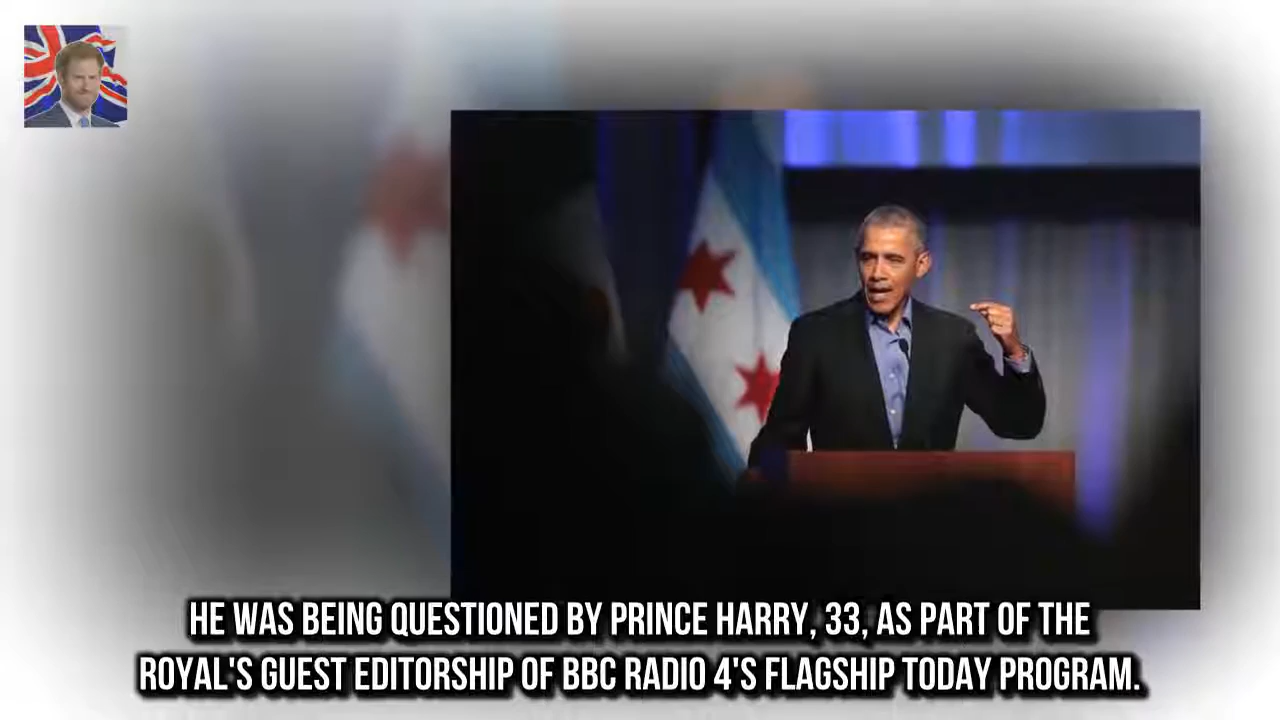 HE WAS BEING QUESTIONED BY PRINCE HARRY, 33, AS PART OF THE
ROYAL'S GUEST EDITORSHIP OF BBC RADIO 4'S FLAGSHIP TODAY PROGRAM.